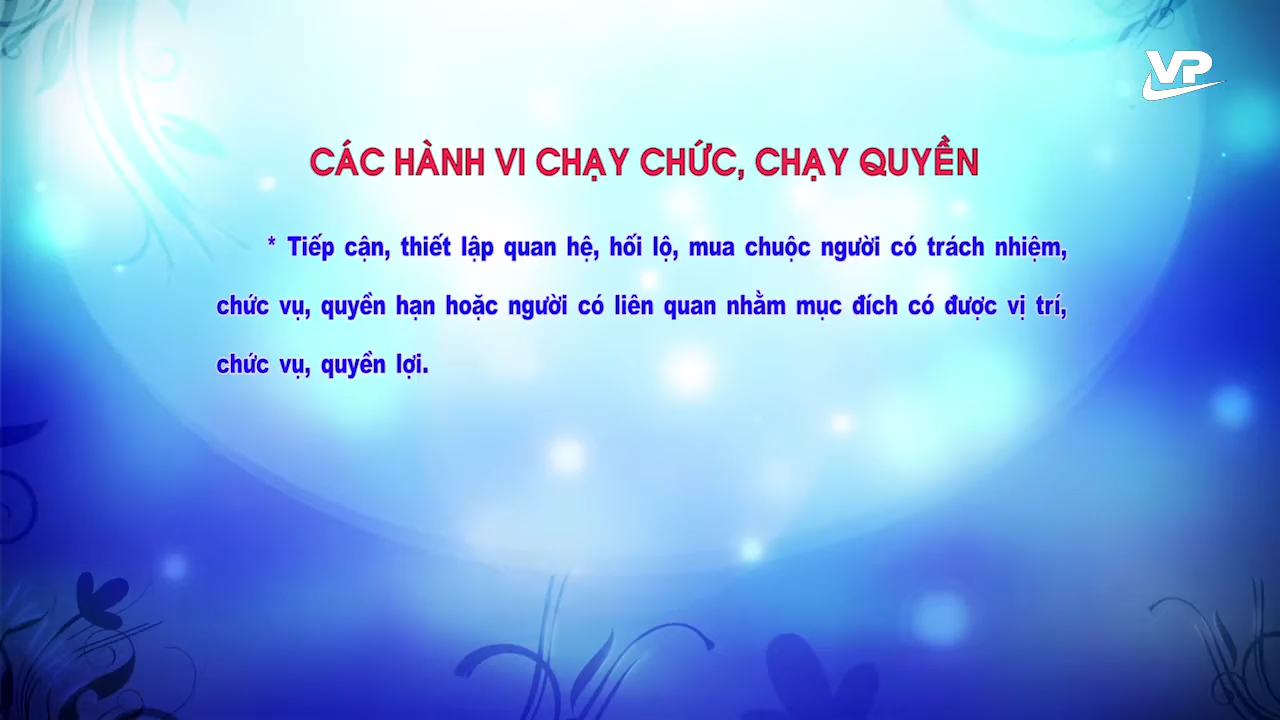 VP
CÁC HÀNH VI CHẠY CHỨC, CHẠY QUYỀN
* Tiếp cận, thiết lập quan hệ, hối lộ, mua chuộc người có trách nhiệm,
chức vụ, quyền hạn hoặc người có liên quan nhằm mục đích có được vị trí,
chức vụ, quyền lợi.